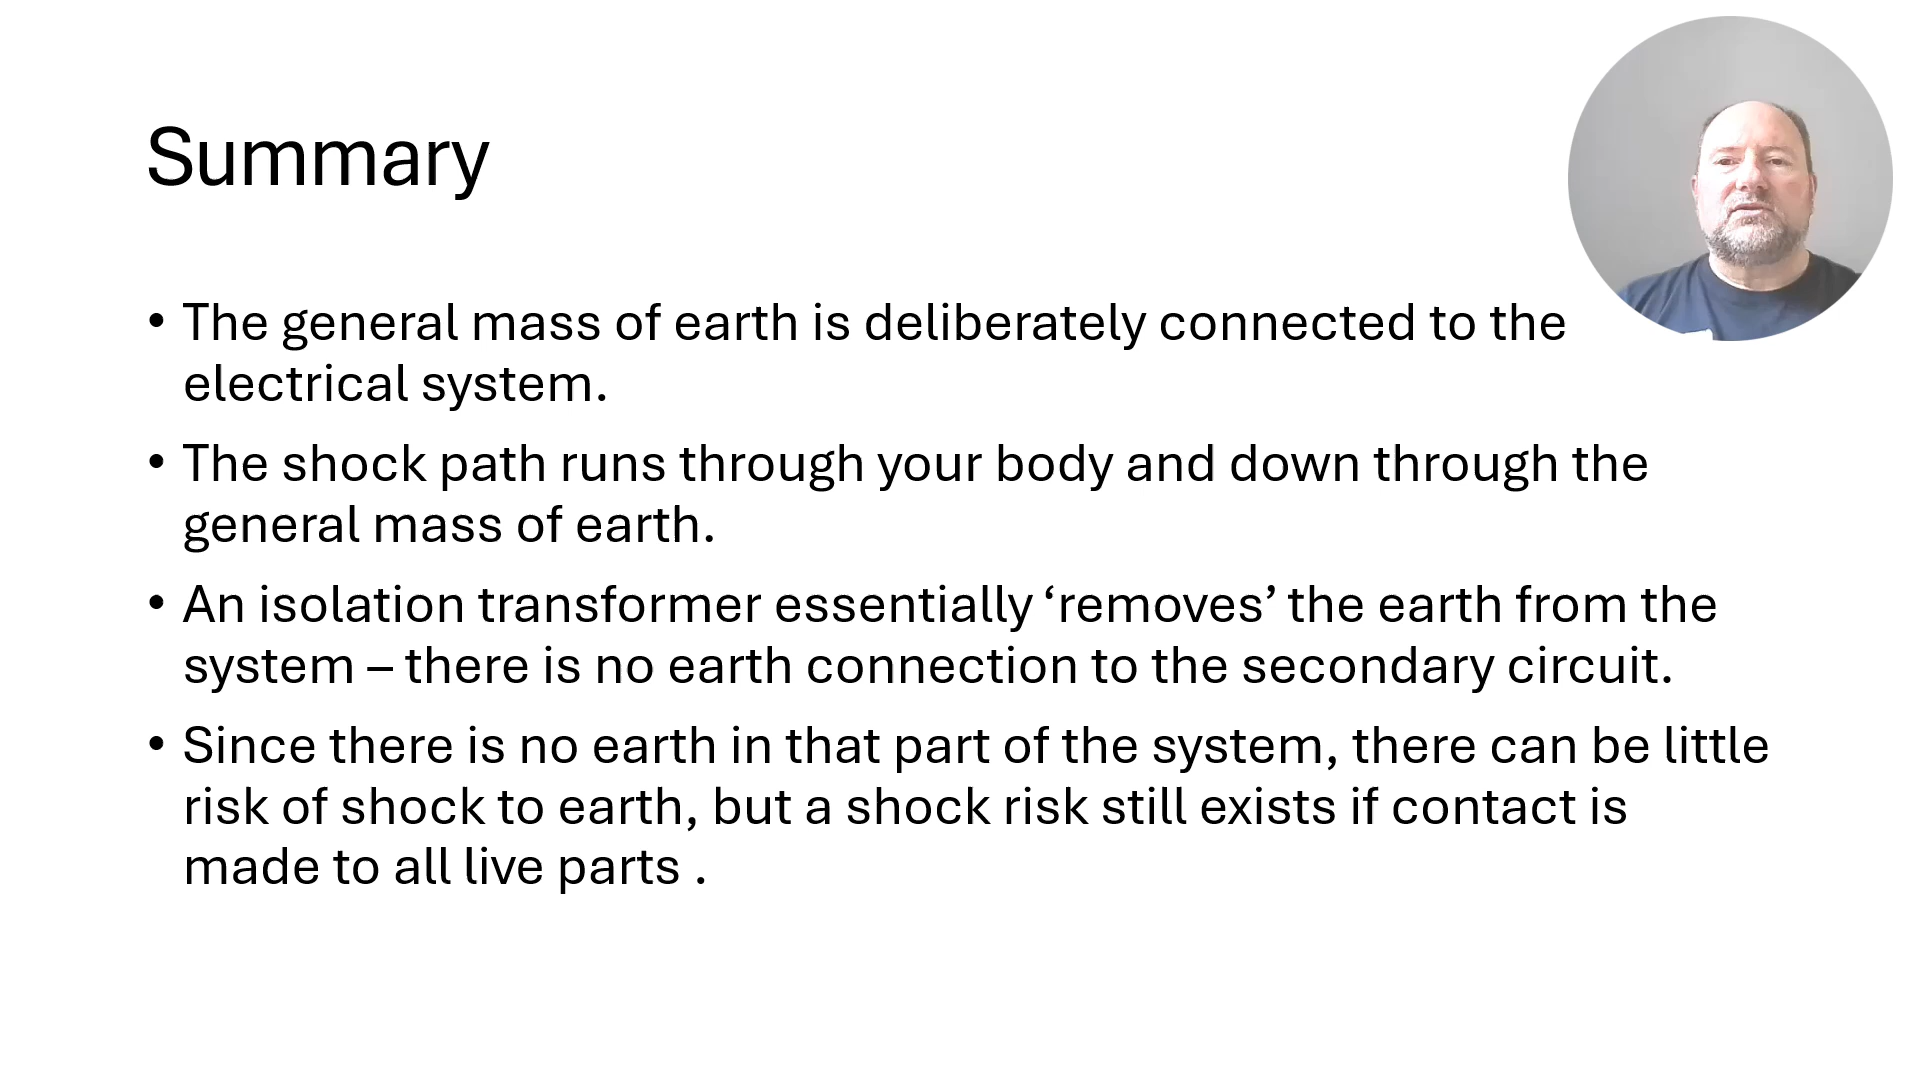 Summary
• The general mass of earth is deliberately connected to the
electrical system.
• The shock path runs through your body and down through the
general mass of earth.
• An isolation transformer essentially ‘removes’ the earth from the
system – there is no earth connection to the secondary circuit.
• Since there is no earth in that part of the system, there can be little
risk of shock to earth, but a shock risk still exists if contact is
made to all live parts .